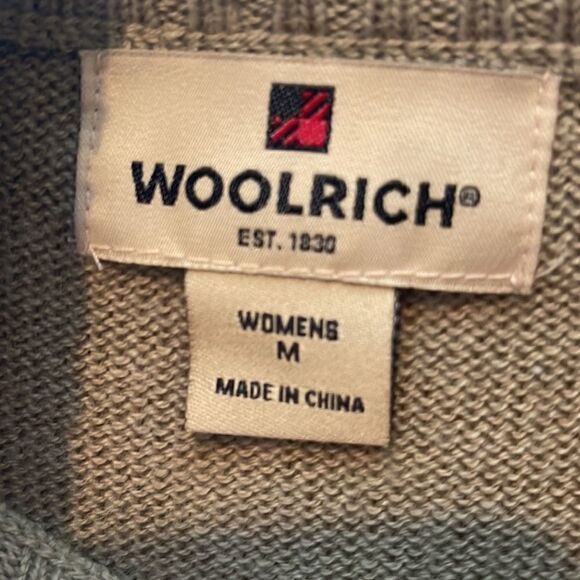 WOOLRICH®
EST. 1830
WOMENS
M
MADE IN CHINA